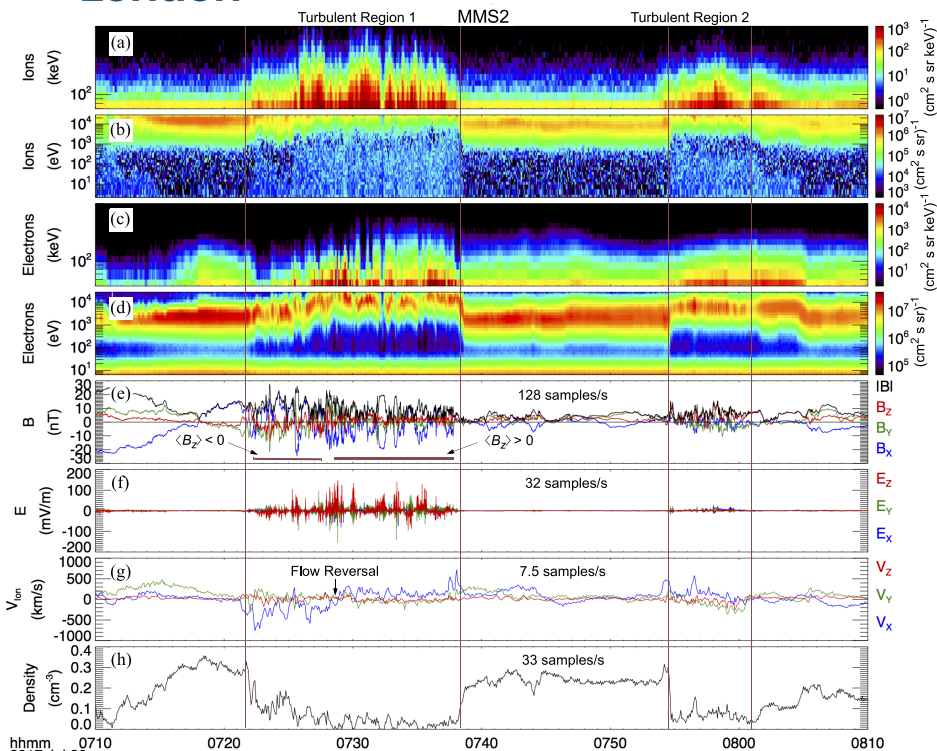 London
Turbulent Region 1 MMS2 Turbulent Region 2
(a)
Ions
(keV)
10²
10³
10²
10¹
10⁰
(cm² s sr keV)⁻¹
(b)
Ions
(eV)
10⁴
10³
10²
10¹
10⁷
10⁶
10⁵
10⁴
10³
(cm² s sr)⁻¹
(c)
Electrons
(keV)
10²
10⁴
10³
10²
10¹
(cm² s sr keV)⁻¹
(d)
Electrons
(eV)
10⁴
10³
10²
10¹
10⁷
10⁶
10⁵
(cm² s sr)⁻¹
(e)
B
(nT)
30
20
10
0
-10
-20
-30
128 samples/s
⟨B_Z⟩ < 0
⟨B_Z⟩ > 0
|B|
B_Z
B_Y
B_X
(f)
E
(mV/m)
200
100
0
-100
-200
32 samples/s
E_Z
E_Y
E_X
(g)
V_Ion
(km/s)
1000
500
0
-500
-1000
Flow Reversal
7.5 samples/s
V_Z
V_Y
V_X
(h)
Density
(cm⁻³)
0.4
0.3
0.2
0.1
0.0
33 samples/s
hhmm 0710 0720 0730 0740 0750 0800 0810